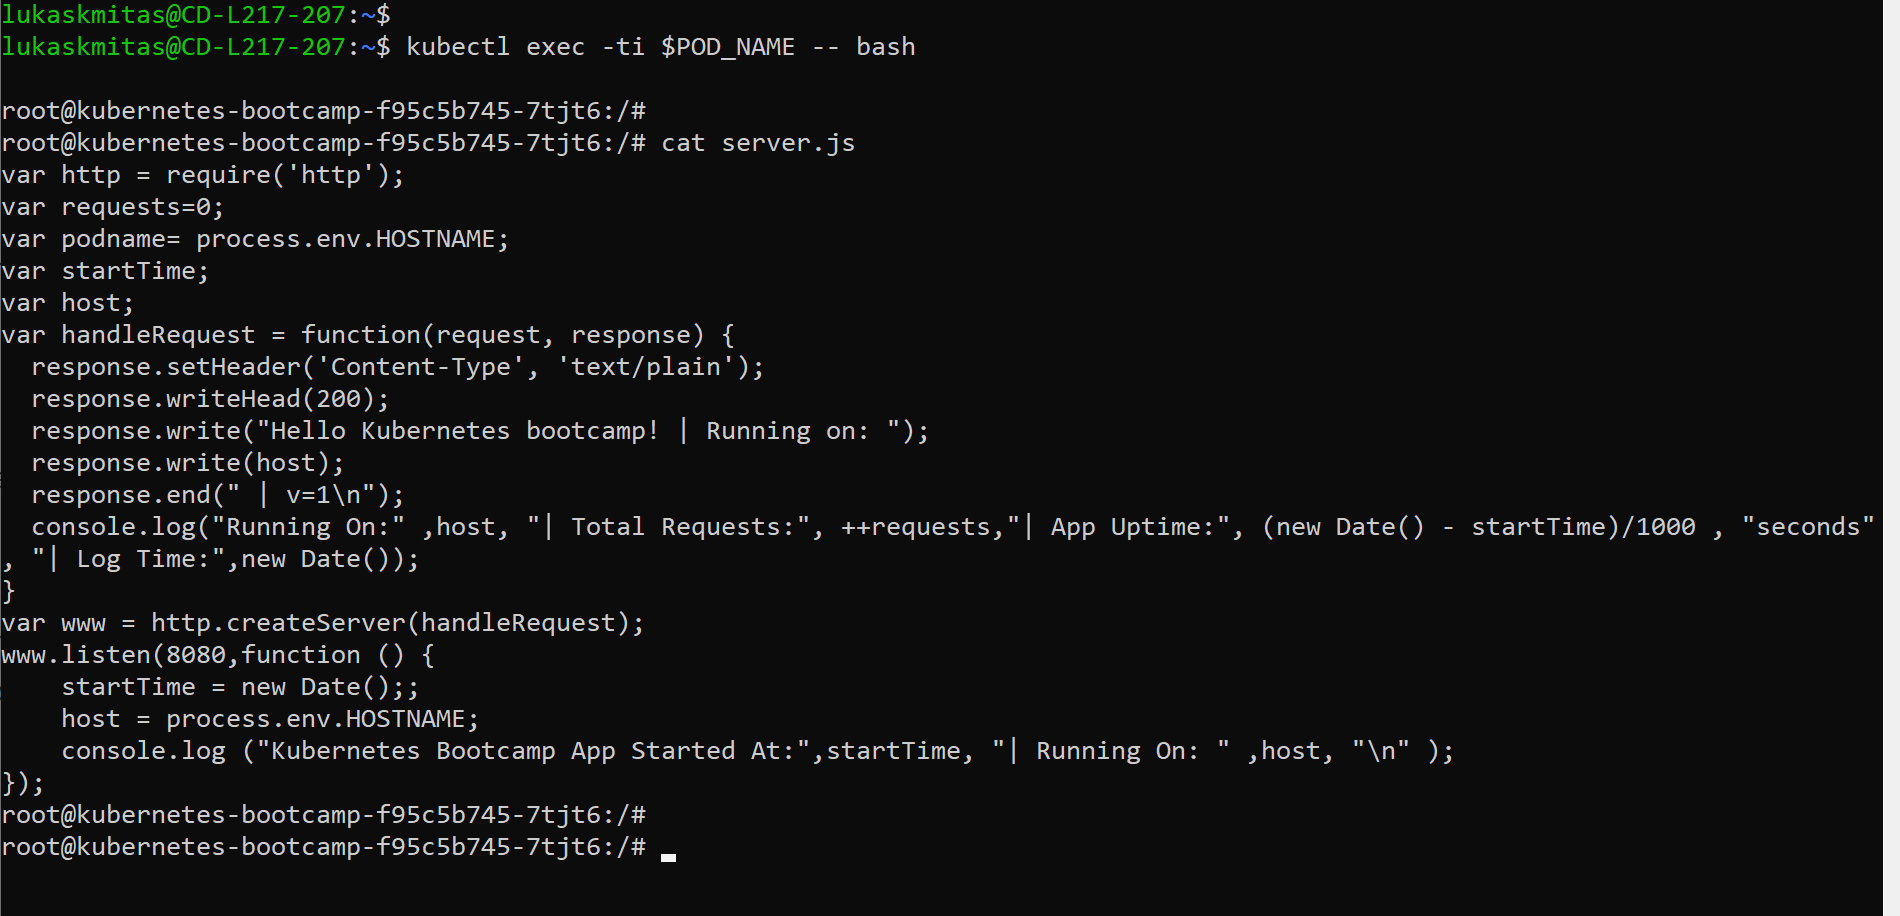 lukaskmitas@CD-L217-207:~$
lukaskmitas@CD-L217-207:~$ kubectl exec -ti $POD_NAME -- bash
root@kubernetes-bootcamp-f95c5b745-7tjt6:/#
root@kubernetes-bootcamp-f95c5b745-7tjt6:/# cat server.js
var http = require('http');
var requests=0;
var podname= process.env.HOSTNAME;
var startTime;
var host;
var handleRequest = function(request, response) {
  response.setHeader('Content-Type', 'text/plain');
  response.writeHead(200);
  response.write("Hello Kubernetes bootcamp! | Running on: ");
  response.write(host);
  response.end(" | v=1\n");
  console.log("Running On:" ,host, "| Total Requests:", ++requests,"| App Uptime:", (new Date() - startTime)/1000 , "seconds"
, "| Log Time:",new Date());
}
var www = http.createServer(handleRequest);
www.listen(8080,function () {
    startTime = new Date();;
    host = process.env.HOSTNAME;
    console.log ("Kubernetes Bootcamp App Started At:",startTime, "| Running On: " ,host, "\n" );
});
root@kubernetes-bootcamp-f95c5b745-7tjt6:/#
root@kubernetes-bootcamp-f95c5b745-7tjt6:/#